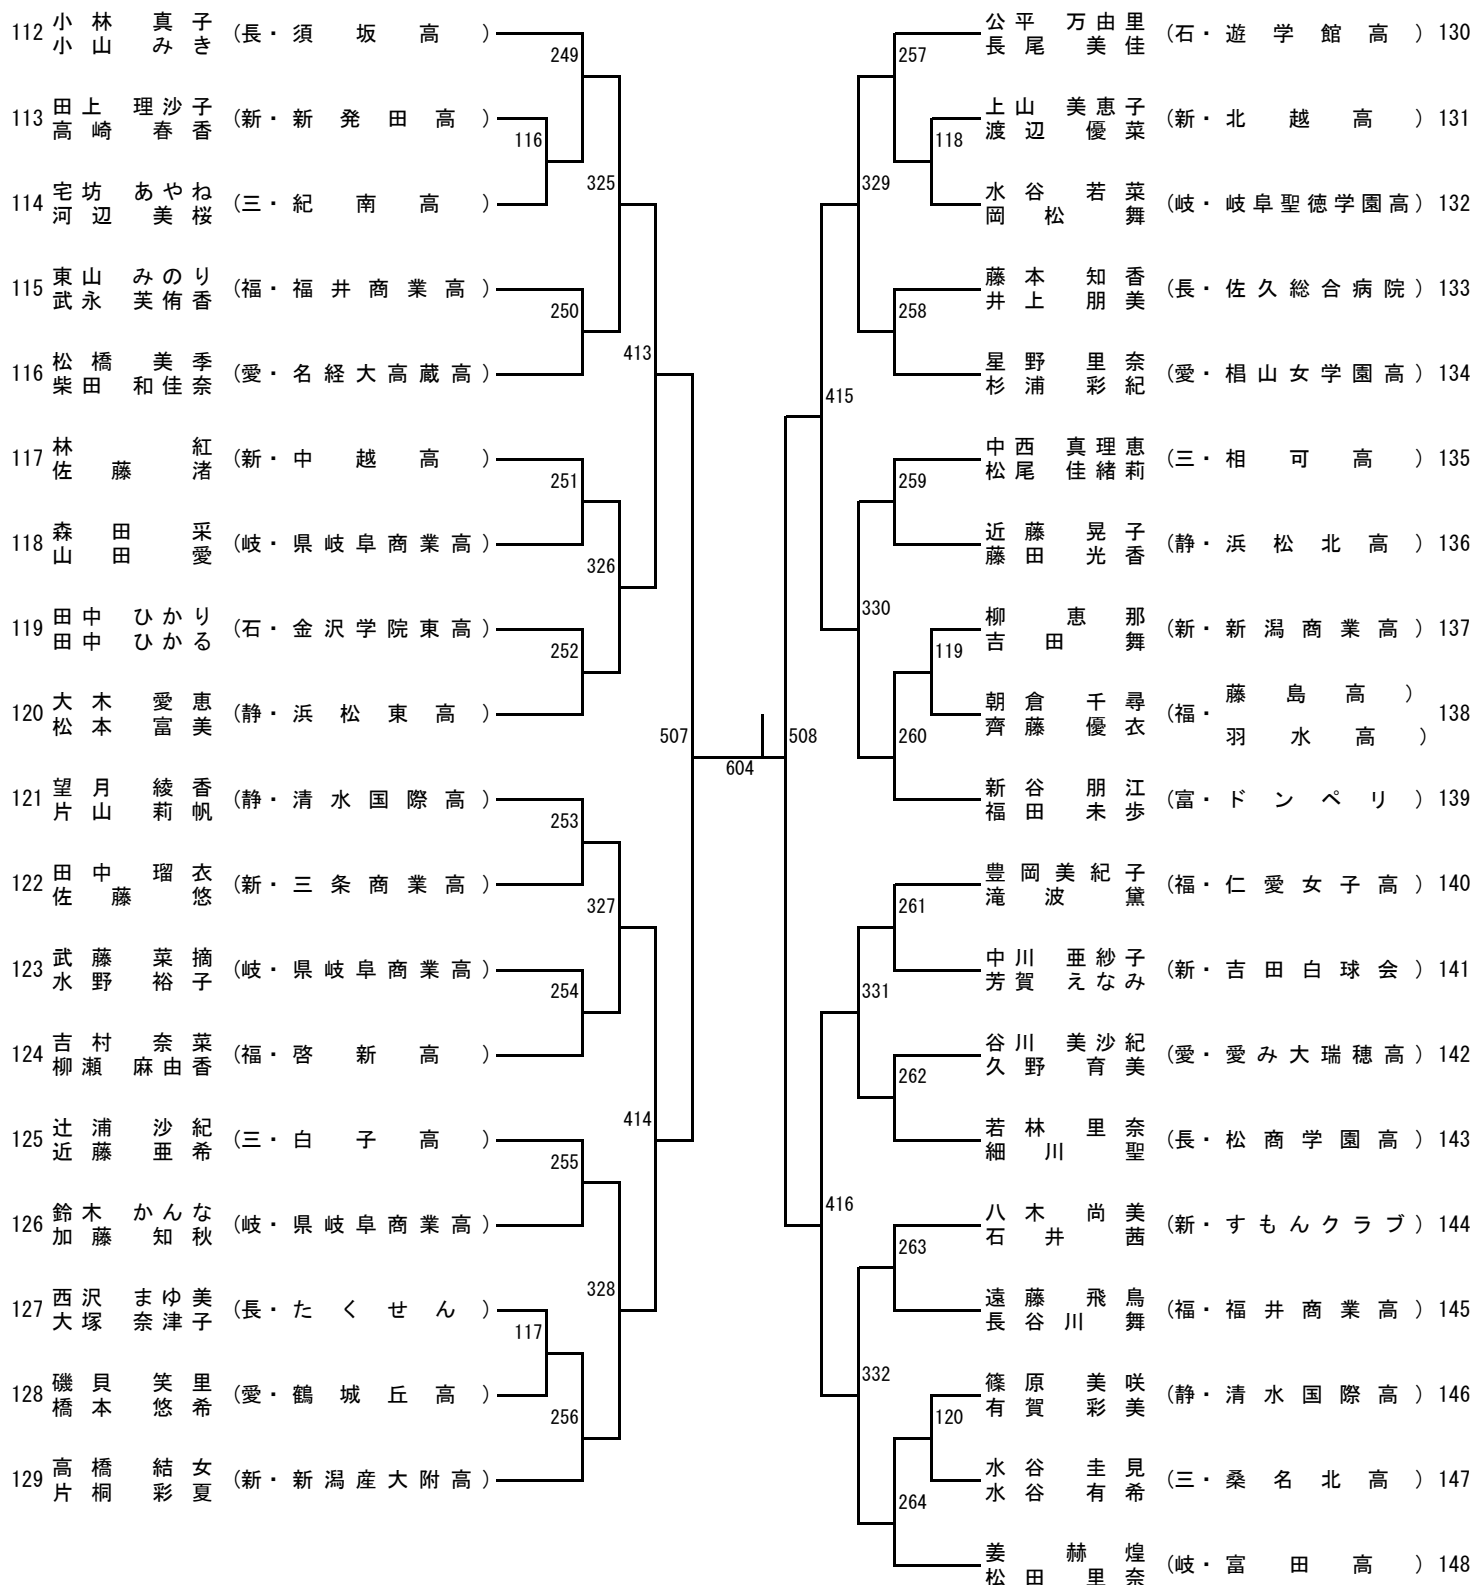 112 小林 真子 (長・須坂高)
小山 みき
249
113 田上 理沙子 (新・新発田高)
高崎 春香
116
114 宅坊 あやね (三・紀南高)
河辺 美桜
325
115 東山 みのり (福・福井商業高)
武永 芙侑香
250
116 松橋 美季 (愛・名経大高蔵高)
柴田 和佳奈
413
117 林 紅 (新・中越高)
佐藤 渚
251
118 森田 采 (岐・県岐阜商業高)
山田 愛
326
119 田中 ひかり (石・金沢学院東高)
田中 ひかる
252
120 大木 愛恵 (静・浜松東高)
松本 富美
507
121 望月 綾香 (静・清水国際高)
片山 莉帆
253
122 田中 瑠衣 (新・三条商業高)
佐藤 悠
327
123 武藤 菜摘 (岐・県岐阜商業高)
水野 裕子
254
124 吉村 奈菜 (福・啓新高)
柳瀬 麻由香
414
125 辻浦 沙紀 (三・白子高)
近藤 亜希
255
126 鈴木 かんな (岐・県岐阜商業高)
加藤 知秋
328
127 西沢 まゆ美 (長・たくせん)
大塚 奈津子
117
128 磯貝 笑里 (愛・鶴城丘高)
橋本 悠希
256
129 高橋 結女 (新・新潟産大附高)
片桐 彩夏
604
公平 万由里 (石・遊学館高) 130
長尾 美佳
257
上山 美恵子 (新・北越高) 131
渡辺 優菜
118
329
水谷 若菜 (岐・岐阜聖徳学園高) 132
岡松 舞
藤本 知香 (長・佐久総合病院) 133
井上 朋美
258
星野 里奈 (愛・椙山女学園高) 134
杉浦 彩紀
415
中西 真理恵 (三・相可高) 135
松尾 佳緒莉
259
近藤 晃子 (静・浜松北高) 136
藤田 光香
330
柳 恵那 (新・新潟商業高) 137
吉田 舞
119
朝倉 千尋 (福・藤島高) 138
齊藤 優衣 羽水高)
508
260
新谷 朋江 (富・ドンペリ) 139
福田 未歩
豊岡美紀子 (福・仁愛女子高) 140
滝波 黛
261
中川 亜紗子 (新・吉田白球会) 141
芳賀 えなみ
331
谷川 美沙紀 (愛・愛み大瑞穂高) 142
久野 育美
262
若林 里奈 (長・松商学園高) 143
細川 聖
416
八木 尚美 (新・すもんクラブ) 144
石井 茜
263
遠藤 飛鳥 (福・福井商業高) 145
長谷川 舞
332
篠原 美咲 (静・清水国際高) 146
有賀 彩美
120
水谷 圭見 (三・桑名北高) 147
水谷 有希
264
姜 赫煌 (岐・富田高) 148
松田 里奈